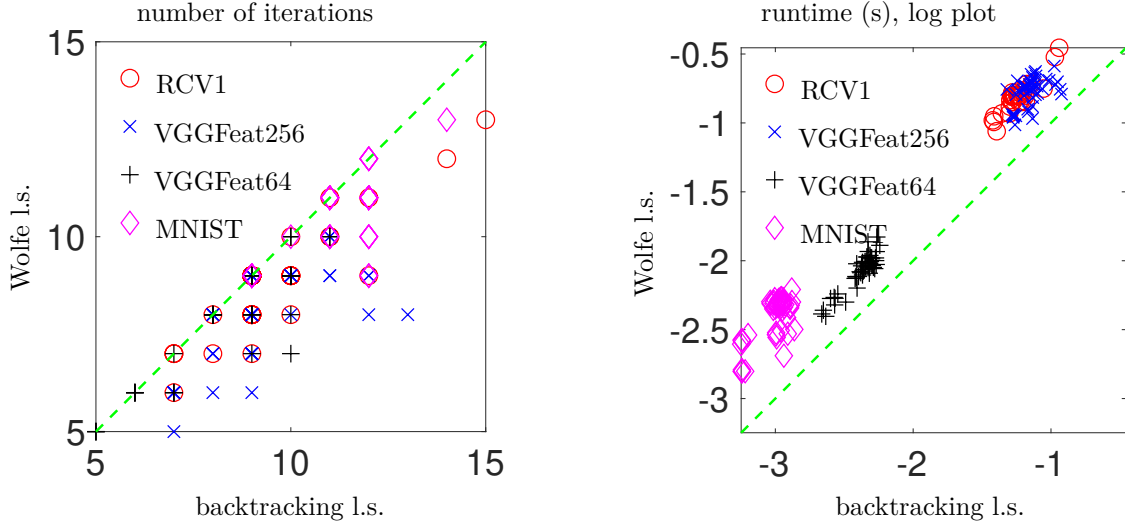 number of iterations
15
10
5
5
10
15
Wolfe l.s.
backtracking l.s.
RCV1
VGGFeat256
VGGFeat64
MNIST
runtime (s), log plot
-0.5
-1
-1.5
-2
-2.5
-3
-3
-2
-1
Wolfe l.s.
backtracking l.s.
RCV1
VGGFeat256
VGGFeat64
MNIST